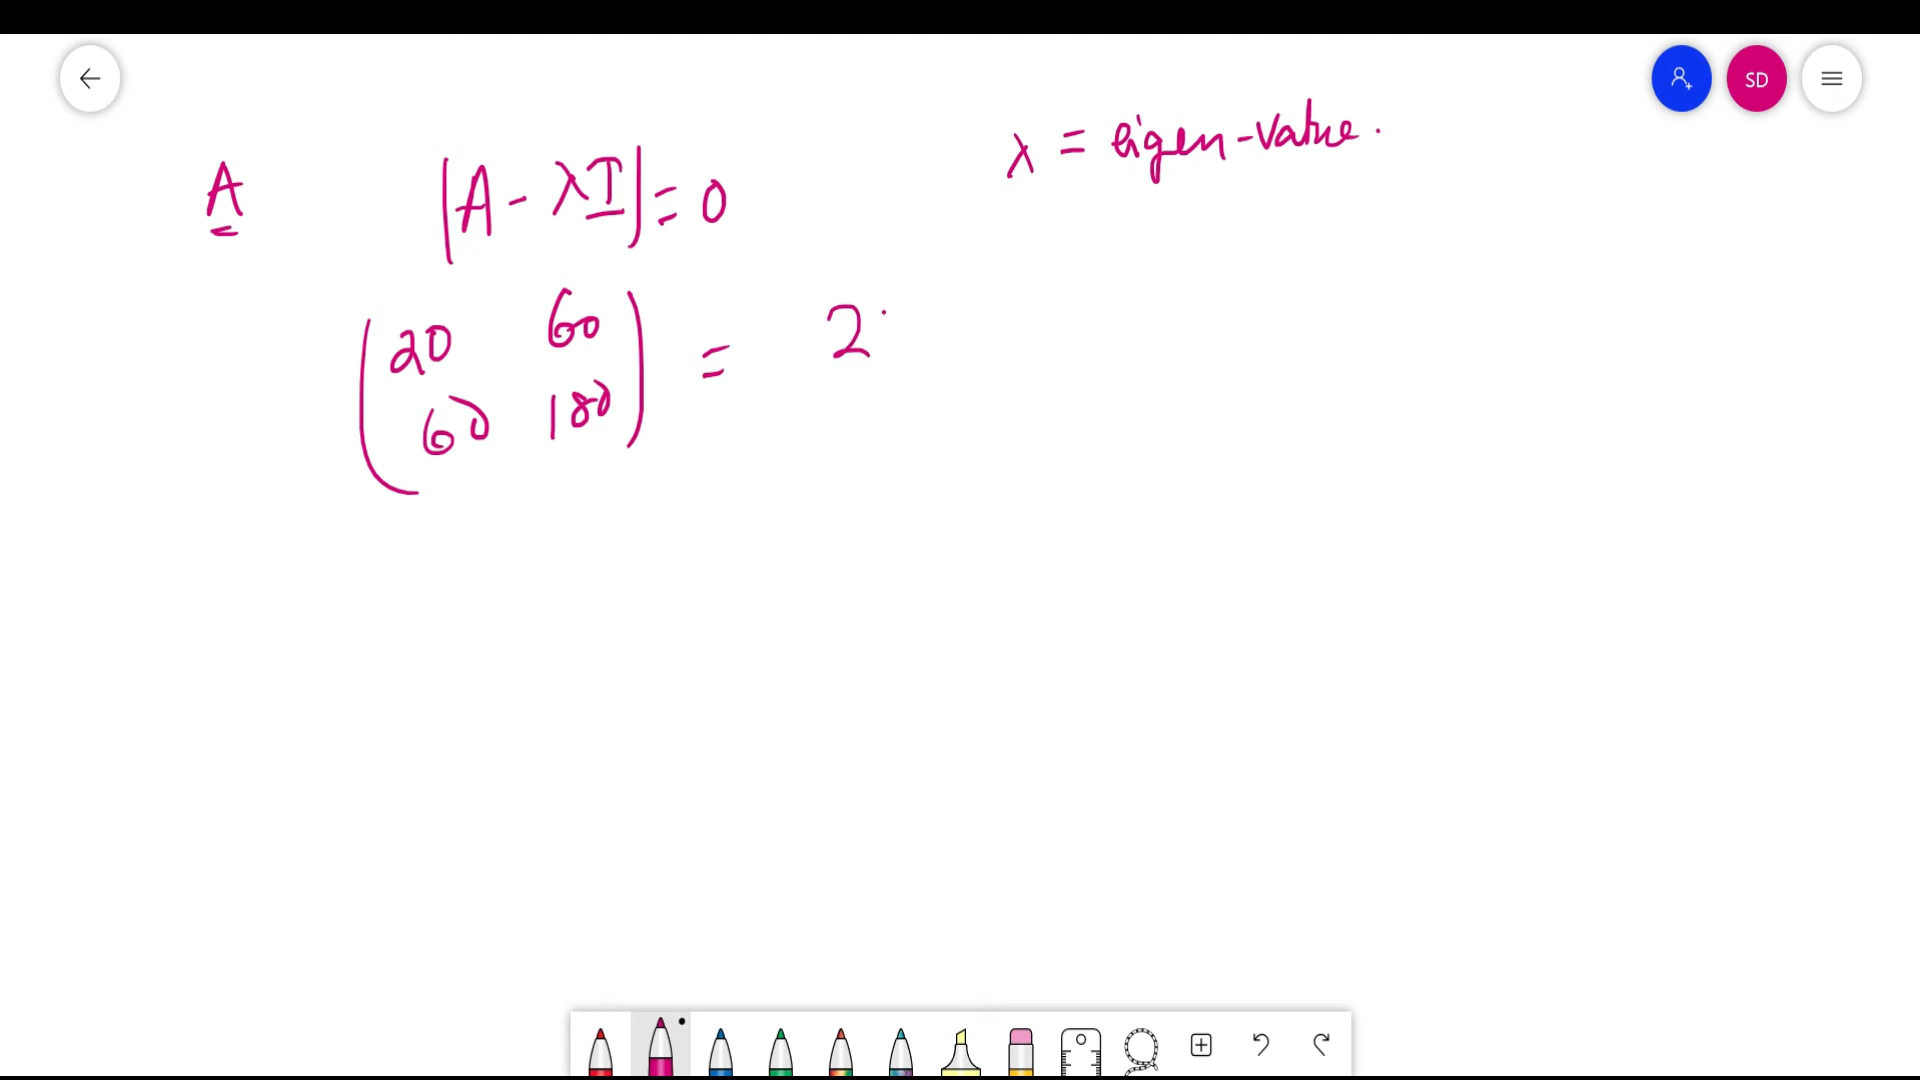 SD
λ = eigen-value.
A |A - λI| = 0
20 60
= 2
60 180